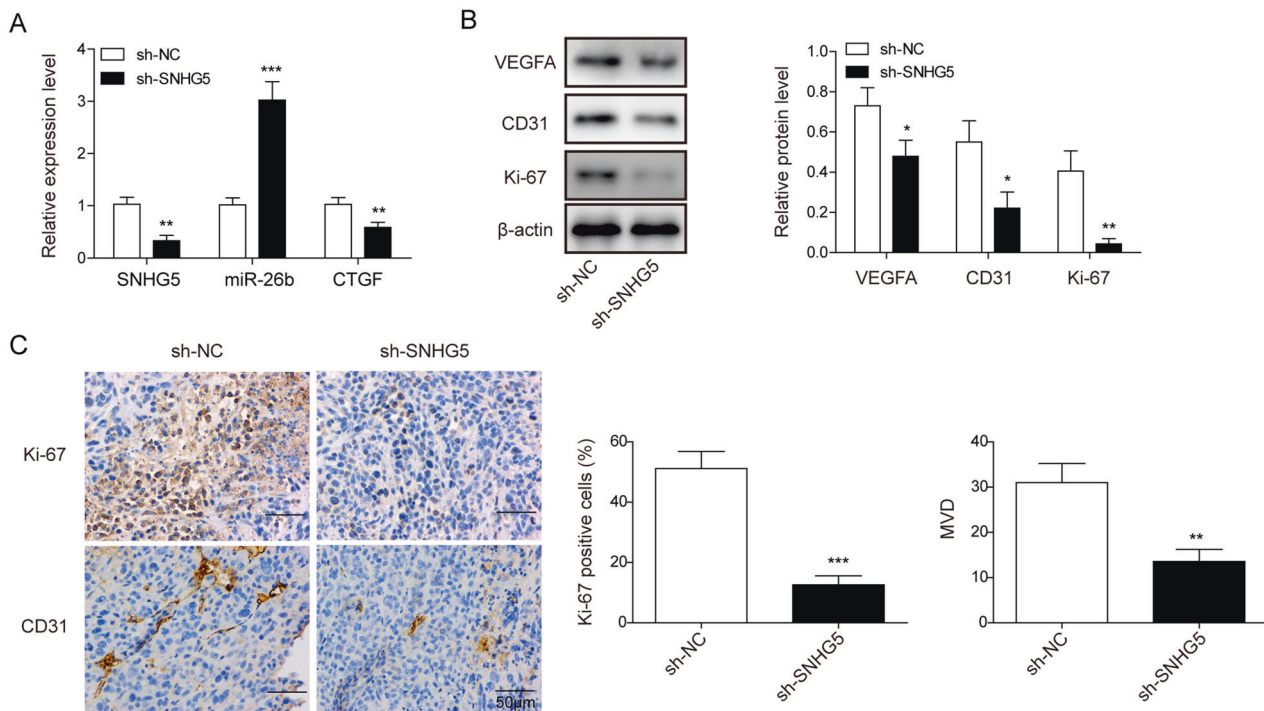 A
sh-NC
sh-SNHG5
Relative expression level
4
3
2
1
0
***
**
**
SNHG5 miR-26b CTGF
B
VEGFA
CD31
Ki-67
β-actin
sh-NC
sh-SNHG5
sh-NC
sh-SNHG5
Relative protein level
1.0
0.8
0.6
0.4
0.2
0.0
*
*
**
VEGFA CD31 Ki-67
C
sh-NC sh-SNHG5
Ki-67
CD31
50μm
Ki-67 positive cells (%)
60
40
20
0
***
sh-NC
sh-SNHG5
MVD
40
30
20
10
0
**
sh-NC
sh-SNHG5